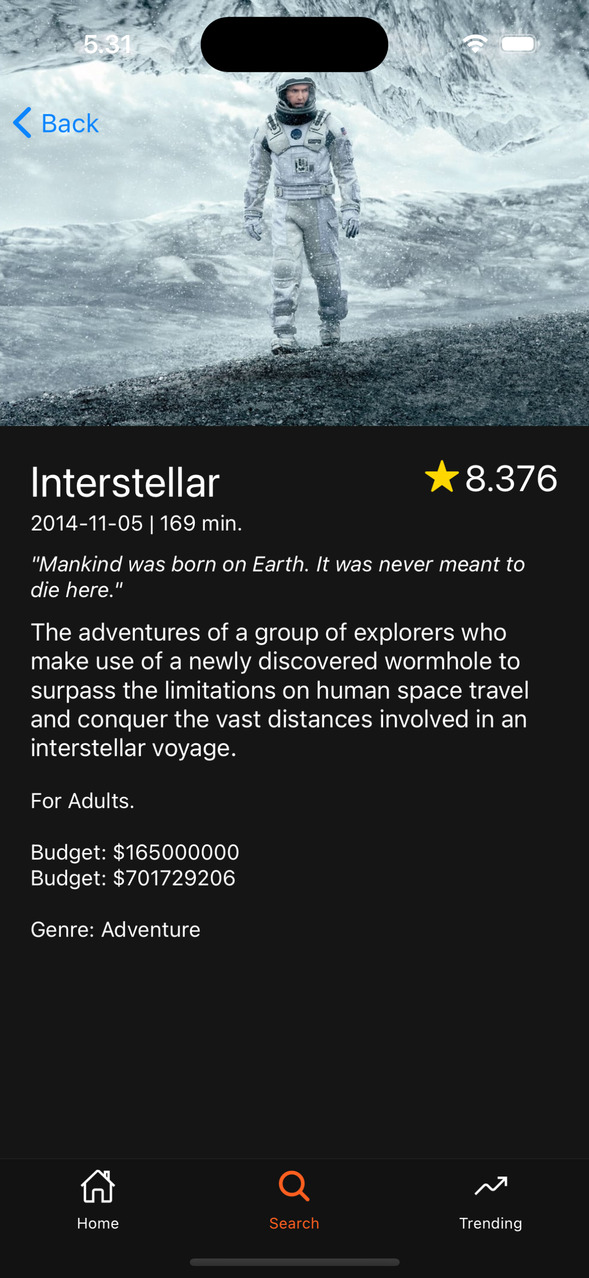 5.31
Back
Interstellar
8.376
2014-11-05 | 169 min.
"Mankind was born on Earth. It was never meant to
die here."
The adventures of a group of explorers who
make use of a newly discovered wormhole to
surpass the limitations on human space travel
and conquer the vast distances involved in an
interstellar voyage.
For Adults.
Budget: $165000000
Budget: $701729206
Genre: Adventure
Home
Search
Trending